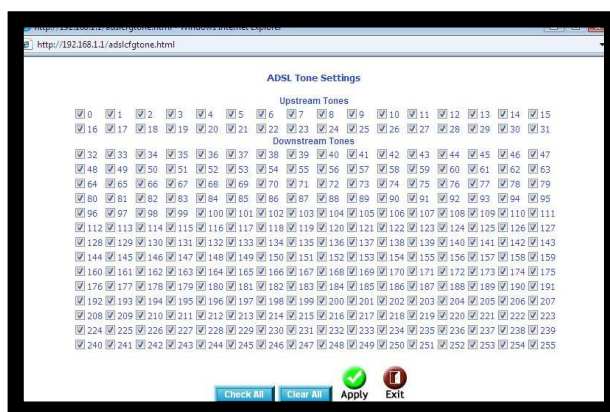 http://192.168.1.1/adslcfgtone.html - Windows Internet Explorer
http://192.168.1.1/adslcfgtone.html
ADSL Tone Settings
Upstream Tones
0 1 2 3 4 5 6 7 8 9 10 11 12 13 14 15
16 17 18 19 20 21 22 23 24 25 26 27 28 29 30 31
Downstream Tones
32 33 34 35 36 37 38 39 40 41 42 43 44 45 46 47
48 49 50 51 52 53 54 55 56 57 58 59 60 61 62 63
64 65 66 67 68 69 70 71 72 73 74 75 76 77 78 79
80 81 82 83 84 85 86 87 88 89 90 91 92 93 94 95
96 97 98 99 100 101 102 103 104 105 106 107 108 109 110 111
112 113 114 115 116 117 118 119 120 121 122 123 124 125 126 127
128 129 130 131 132 133 134 135 136 137 138 139 140 141 142 143
144 145 146 147 148 149 150 151 152 153 154 155 156 157 158 159
160 161 162 163 164 165 166 167 168 169 170 171 172 173 174 175
176 177 178 179 180 181 182 183 184 185 186 187 188 189 190 191
192 193 194 195 196 197 198 199 200 201 202 203 204 205 206 207
208 209 210 211 212 213 214 215 216 217 218 219 220 221 222 223
224 225 226 227 228 229 230 231 232 233 234 235 236 237 238 239
240 241 242 243 244 245 246 247 248 249 250 251 252 253 254 255
Check All Clear All Apply Exit